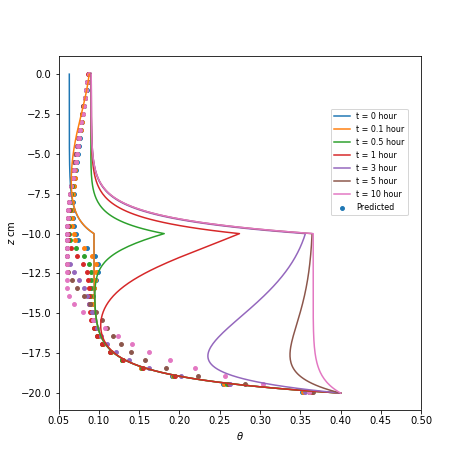 0.0
−2.5
−5.0
−7.5
−10.0
−12.5
−15.0
−17.5
−20.0
z cm
t = 0 hour
t = 0.1 hour
t = 0.5 hour
t = 1 hour
t = 3 hour
t = 5 hour
t = 10 hour
Predicted
0.05 0.10 0.15 0.20 0.25 0.30 0.35 0.40 0.45 0.50
θ